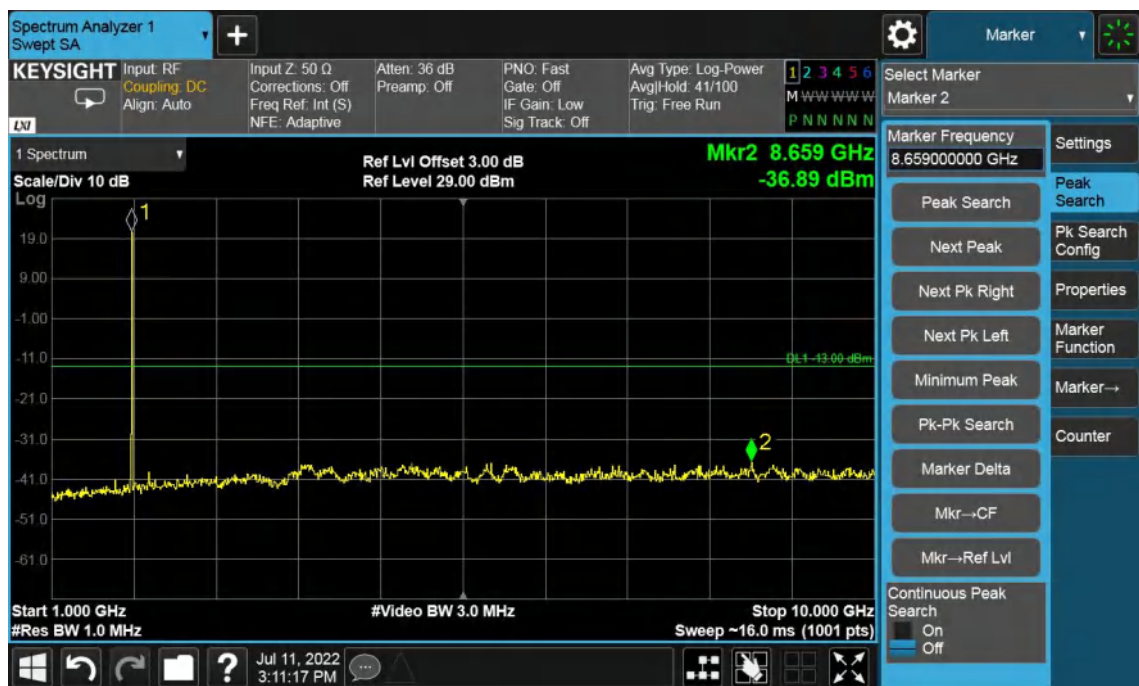 Spectrum Analyzer 1
Swept SA
Marker
KEYSIGHT
LXI
Input: RF
Coupling: DC
Align: Auto
Input Z: 50 Ω
Corrections: Off
Freq Ref: Int (S)
NFE: Adaptive
Atten: 36 dB
Preamp: Off
PNO: Fast
Gate: Off
IF Gain: Low
Sig Track: Off
Avg Type: Log-Power
Avg|Hold: 41/100
Trig: Free Run
1 2 3 4 5 6
M W W W W W
P N N N N N
Select Marker
Marker 2
1 Spectrum
Scale/Div 10 dB
Log
Ref Lvl Offset 3.00 dB
Ref Level 29.00 dBm
Mkr2 8.659 GHz
-36.89 dBm
1
19.0
9.00
-1.00
-11.0
DL1 -13.00 dBm
-21.0
-31.0
2
-41.0
-51.0
-61.0
Start 1.000 GHz
#Res BW 1.0 MHz
#Video BW 3.0 MHz
Stop 10.000 GHz
Sweep ~16.0 ms (1001 pts)
Marker Frequency
8.659000000 GHz
Peak Search
Next Peak
Next Pk Right
Next Pk Left
Minimum Peak
Pk-Pk Search
Marker Delta
Mkr→CF
Mkr→Ref Lvl
Continuous Peak
Search
On
Off
Settings
Peak
Search
Pk Search
Config
Properties
Marker
Function
Marker→
Counter
?
Jul 11, 2022
3:11:17 PM